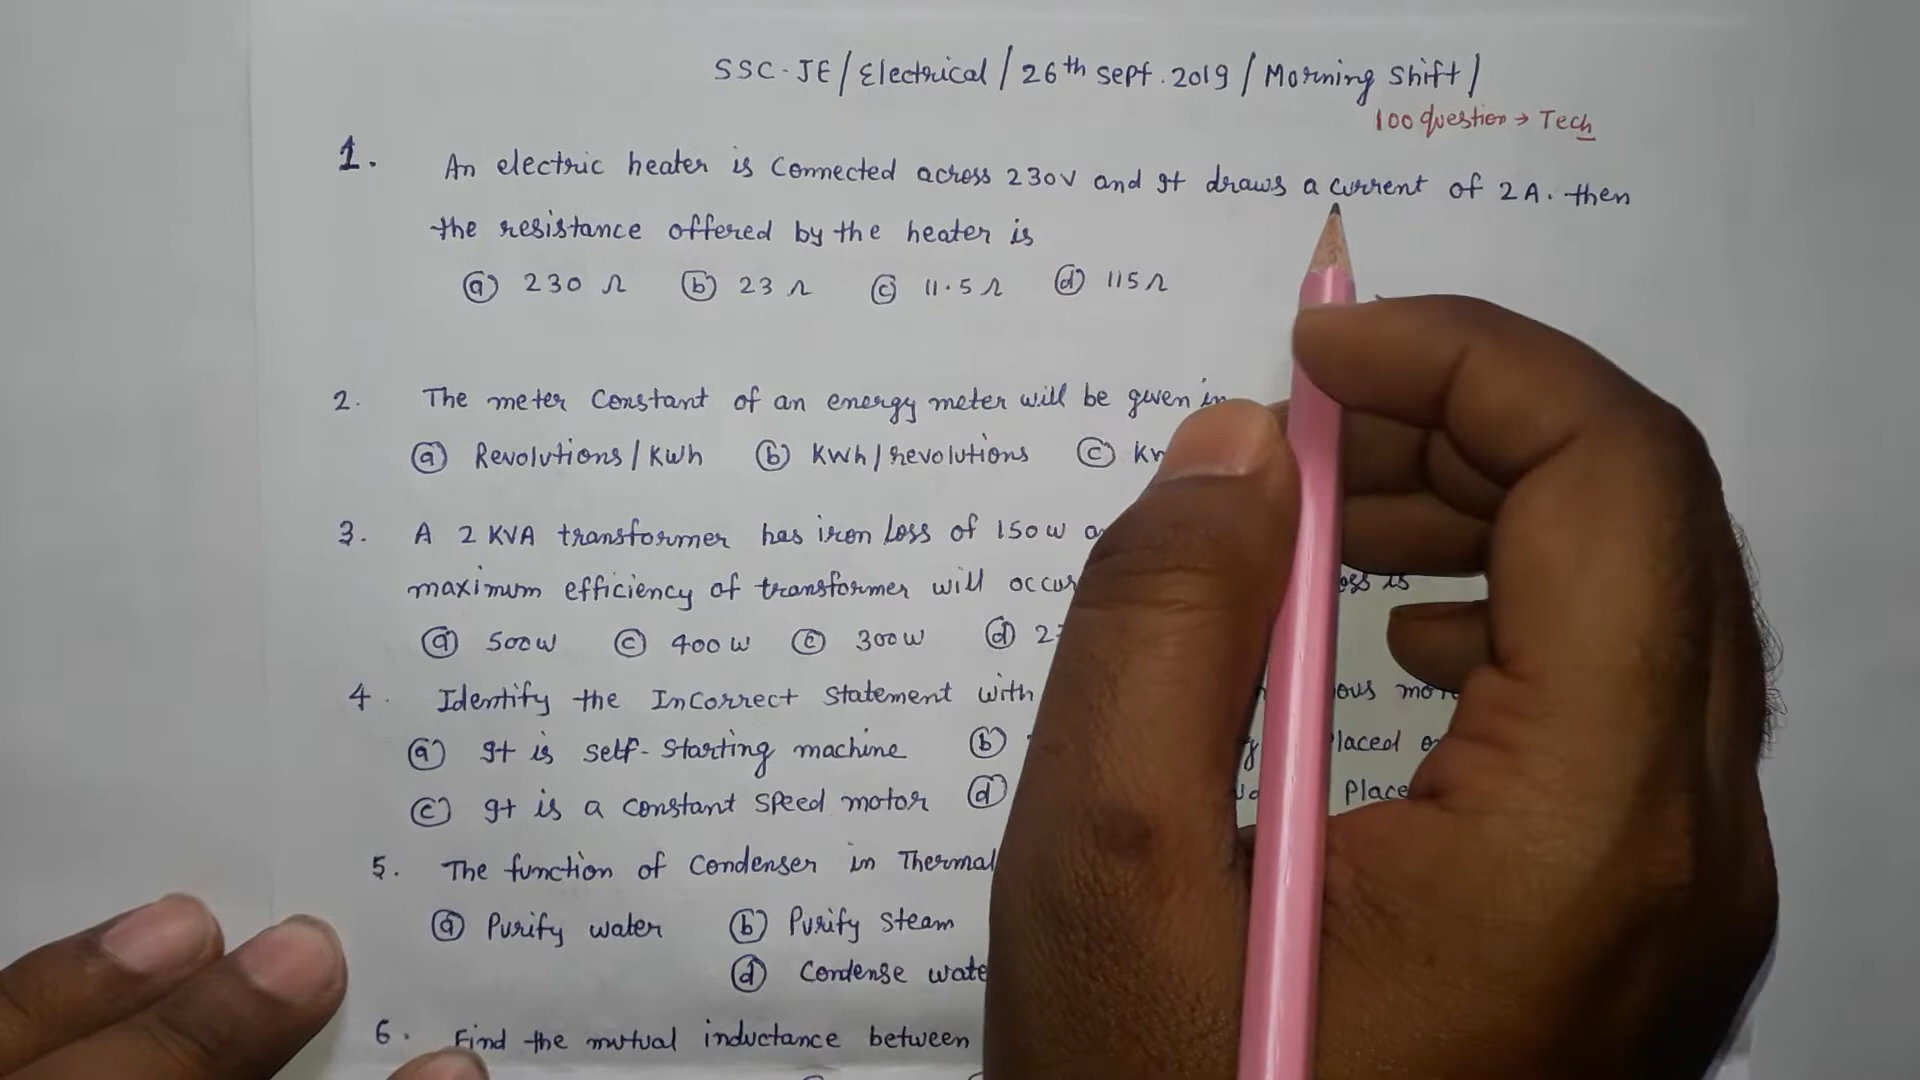 SSC-JE/Electrical/26th sept.2019/Morning Shift/
100 question → Tech
1. An electric heater is Connected across 230V and It draws a current of 2A. then
the resistance offered by the heater is
(a) 230 Ω (b) 23 Ω (c) 11.5 Ω (d) 115 Ω
2. The meter Constant of an energy meter will be given in
(a) Revolutions/KWh (b) KWh/revolutions (c)
3. A 2 KVA transformer has iron Loss of 150W
maximum efficiency of transformer will occur is
(a) 500W (c) 400W (c) 300W (d)
4. Identify the InCorrect Statement with
(a) It is self-starting machine (b) placed
(c) It is a constant speed motor (d) Place
5. The function of Condenser in Thermal
(a) Purify water (b) Purify steam
(d) Condense
6. Find the mutual inductance between